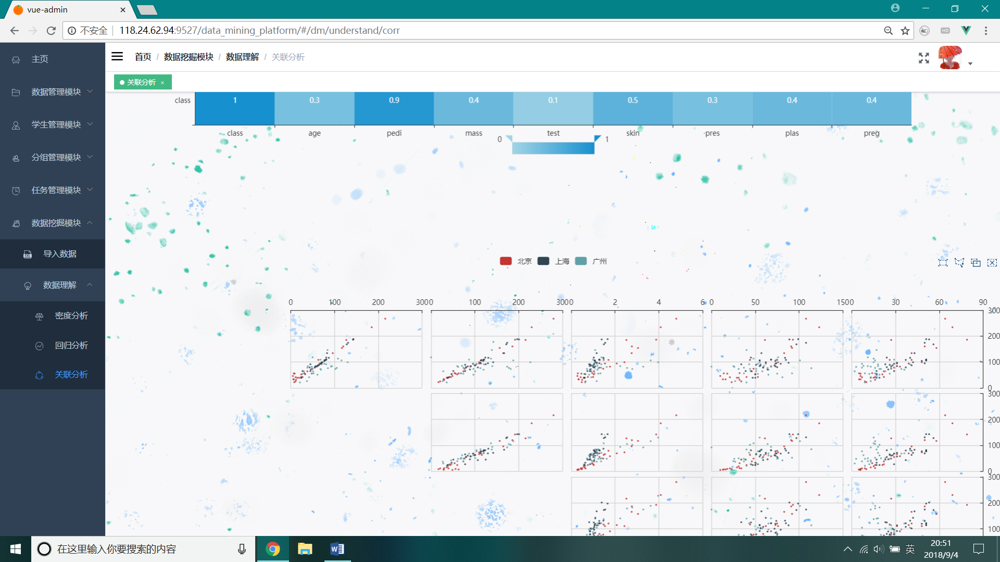 vue-admin
不安全 118.24.62.94:9527/data_mining_platform/#/dm/understand/corr
主页
首页 / 数据挖掘模块 / 数据理解 / 关联分析
关联分析
数据管理模块
学生管理模块
分组管理模块
任务管理模块
数据挖掘模块
导入数据
数据理解
密度分析
回归分析
关联分析
class 1 0.3 0.9 0.4 0.1 0.5 0.3 0.4 0.4
class age pedi mass test skin pres plas preg
0 1
北京 上海 广州
0 100 200 300 0 100 200 300 0 2 4 6 0 50 100 150 0 30 60 90
300
200
100
0
300
200
100
0
300
200
100
在这里输入你要搜索的内容
英
20:51
2018/9/4